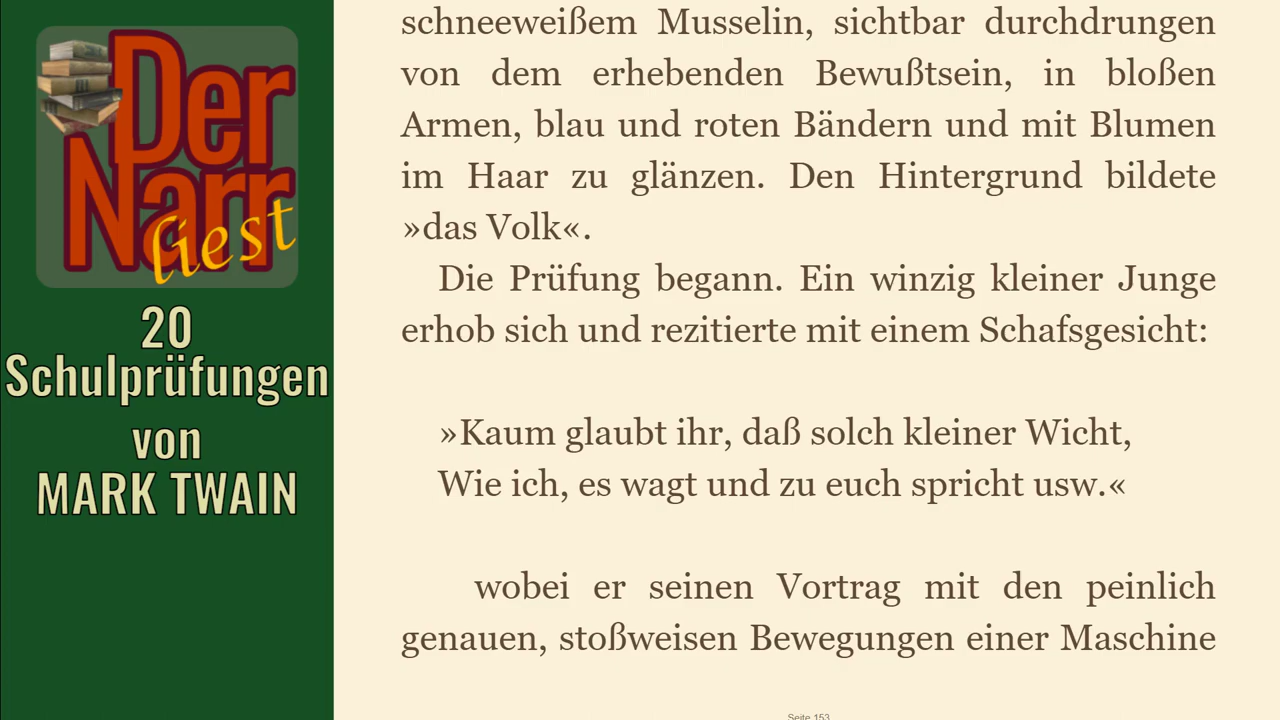 Der
Narr
liest
20
Schulprüfungen
von
MARK TWAIN
schneeweißem Musselin, sichtbar durchdrungen
von dem erhebenden Bewußtsein, in bloßen
Armen, blau und roten Bändern und mit Blumen
im Haar zu glänzen. Den Hintergrund bildete
»das Volk«.
Die Prüfung begann. Ein winzig kleiner Junge
erhob sich und rezitierte mit einem Schafsgesicht:
»Kaum glaubt ihr, daß solch kleiner Wicht,
Wie ich, es wagt und zu euch spricht usw.«
wobei er seinen Vortrag mit den peinlich
genauen, stoßweisen Bewegungen einer Maschine
Seite 153